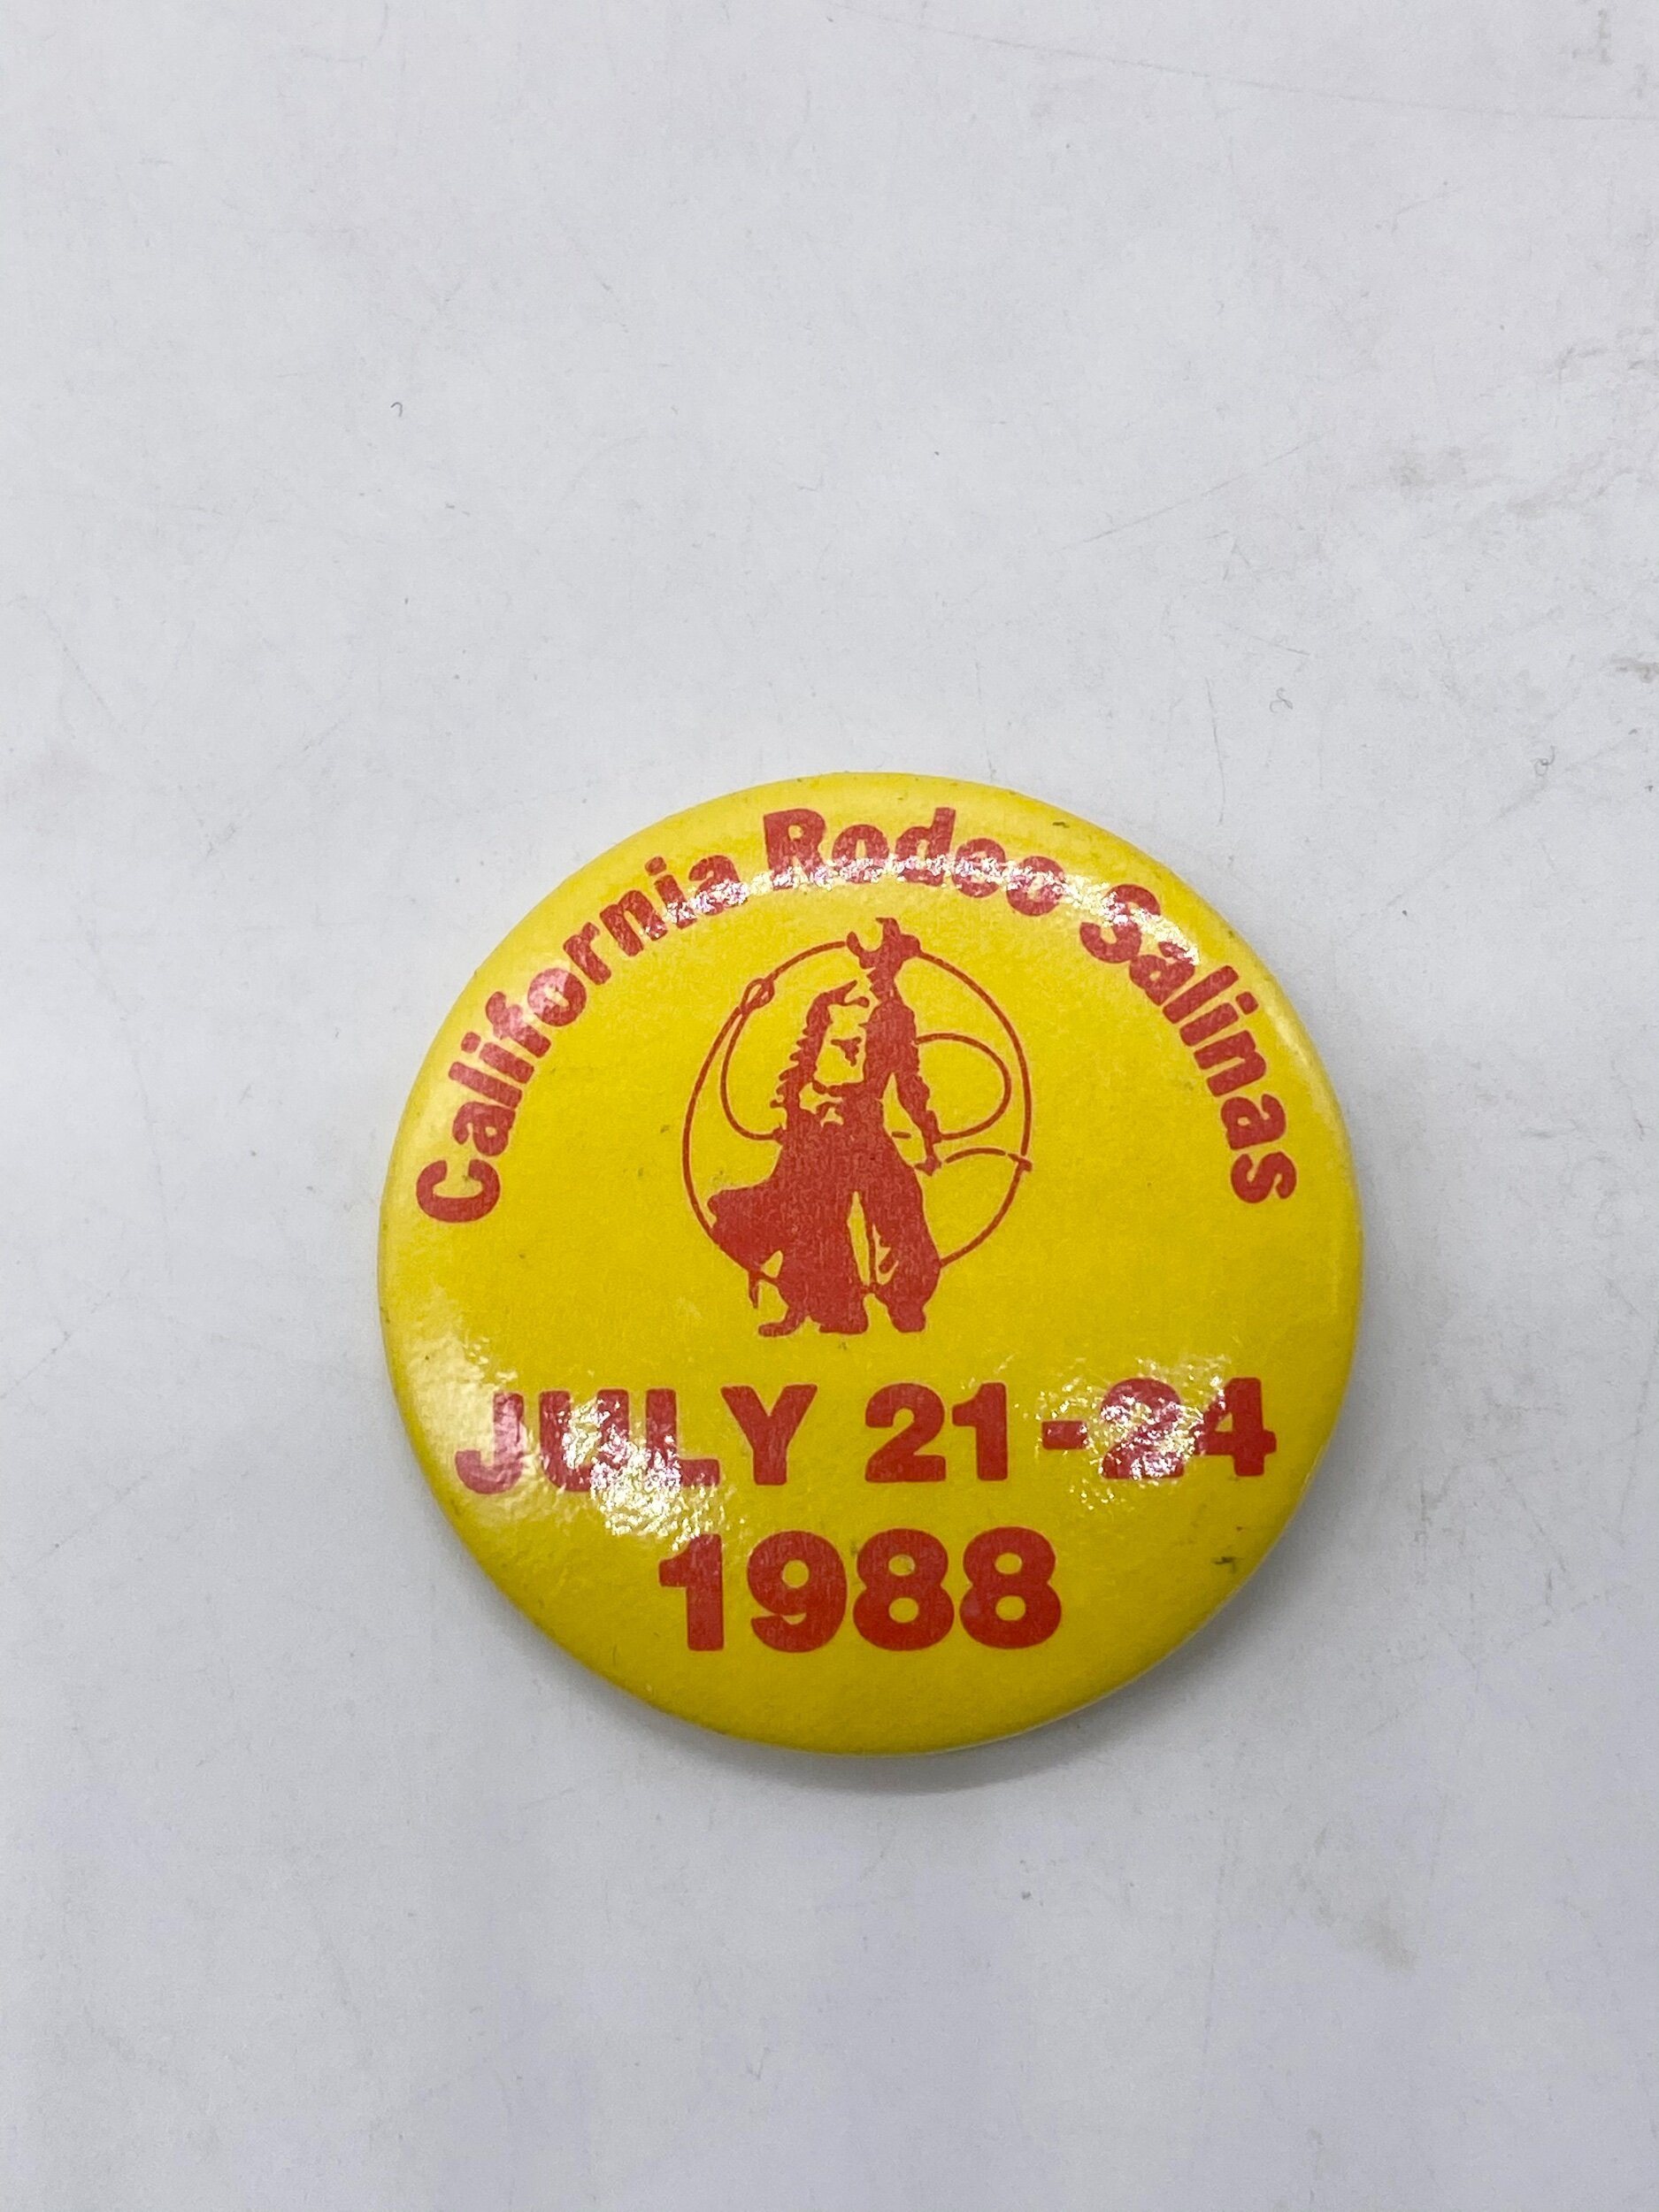 California Rodeo Salinas
JULY 21-24
1988